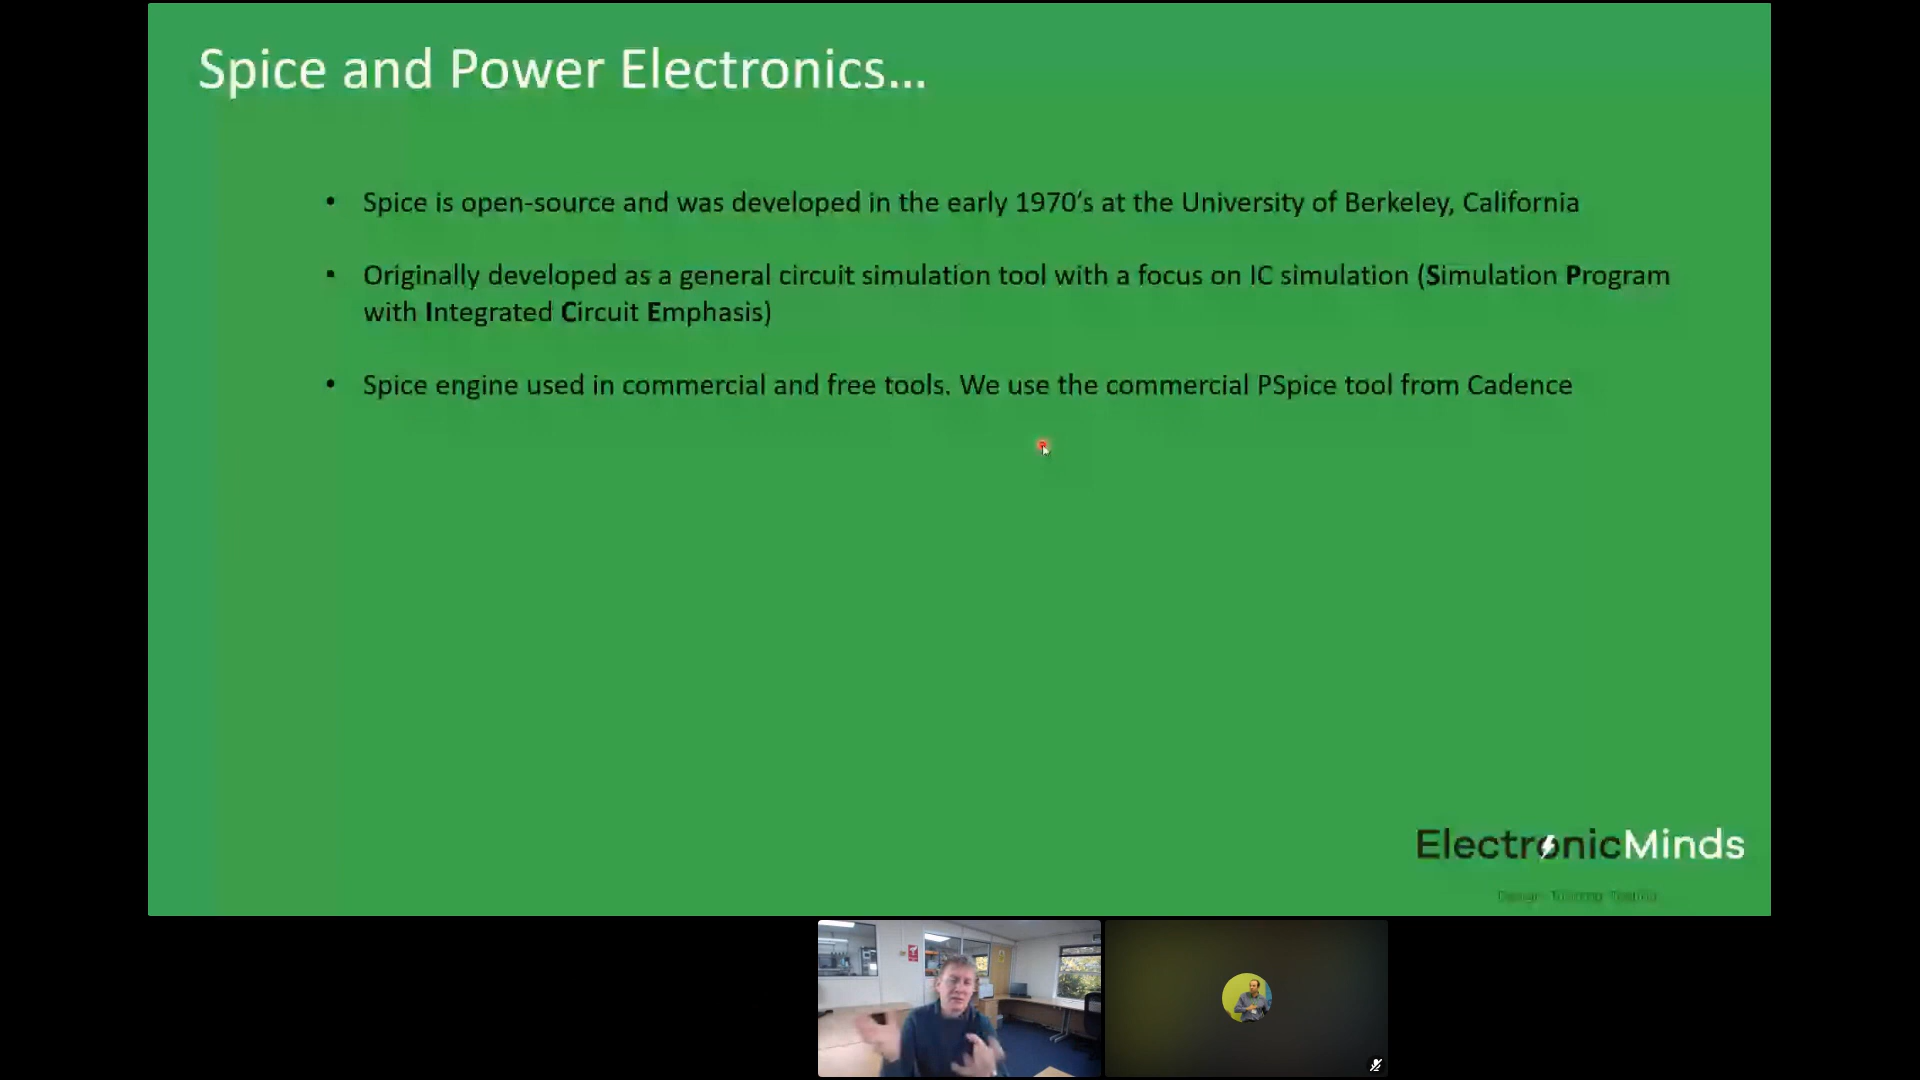 Spice and Power Electronics...
• Spice is open-source and was developed in the early 1970's at the University of Berkeley, California
▪ Originally developed as a general circuit simulation tool with a focus on IC simulation (Simulation Program
with Integrated Circuit Emphasis)
• Spice engine used in commercial and free tools. We use the commercial PSpice tool from Cadence
ElectronicMinds